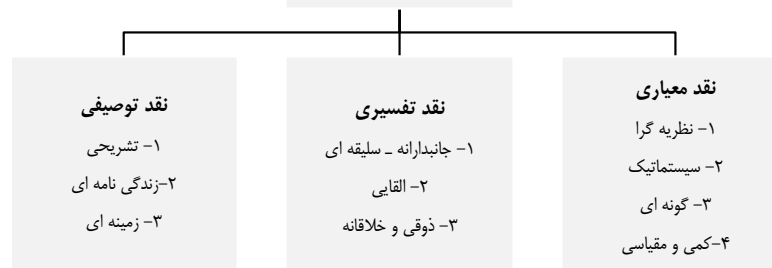 نقد معیاری
۱- نظریه گرا
۲- سیستماتیک
۳- گونه ای
۴-کمی و مقیاسی
نقد تفسیری
۱- جانبدارانه ـ سلیقه ای
۲- القایی
۳- ذوقی و خلاقانه
نقد توصیفی
۱- تشریحی
۲-زندگی نامه ای
۳- زمینه ای